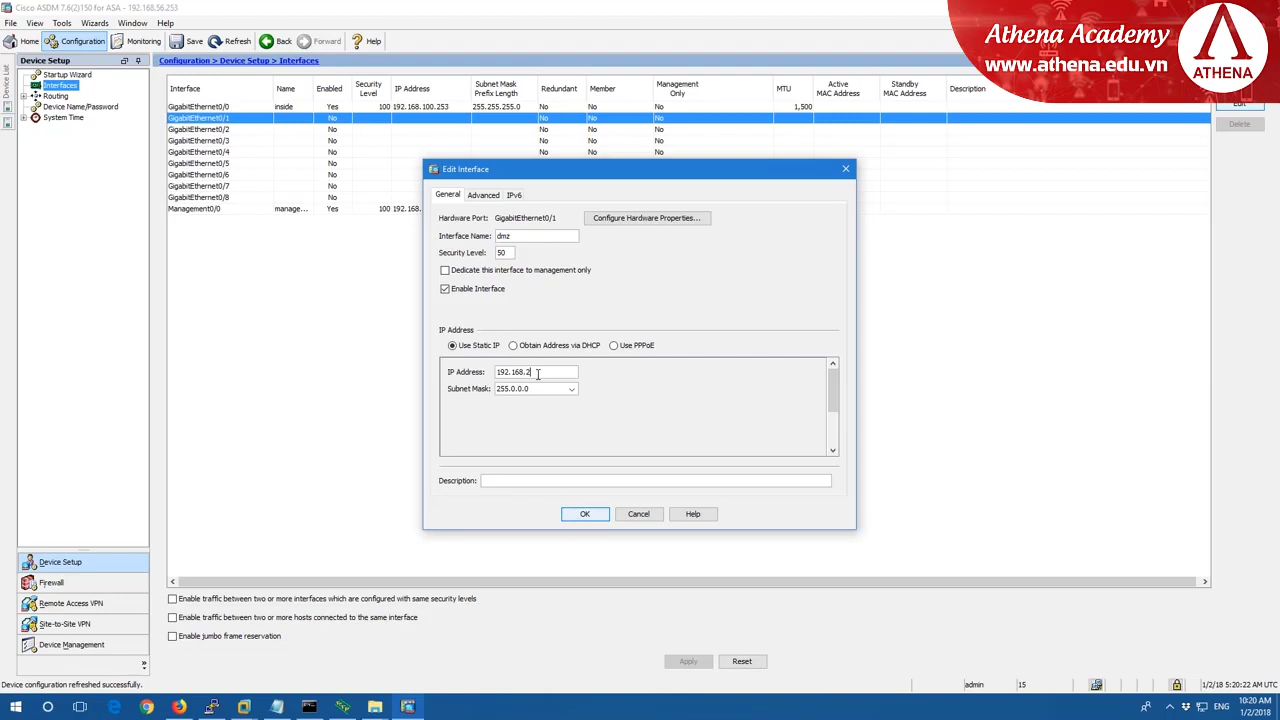 Cisco ASDM 7.6(2)150 for ASA - 192.168.56.253
File View Tools Wizards Window Help
Home Configuration Monitoring Save Refresh Back Forward Help
Athena Academy
www.athena.edu.vn
ATHENA
Device List
Device Setup
Startup Wizard
Interfaces
Routing
Device Name/Password
System Time
Configuration > Device Setup > Interfaces
Interface Name Enabled Security Level IP Address Subnet Mask Prefix Length Redundant Member Management Only MTU Active MAC Address Standby MAC Address Description
GigabitEthernet0/0 inside Yes 100 192.168.100.253 255.255.255.0 No No No 1,500
GigabitEthernet0/1 No No No No
GigabitEthernet0/2 No No No No
GigabitEthernet0/3 No No No No
GigabitEthernet0/4 No No No No
GigabitEthernet0/5 No
GigabitEthernet0/6 No
GigabitEthernet0/7 No
GigabitEthernet0/8 No
Management0/0 manage... Yes 100 192.168.
Edit
Delete
Edit Interface
General Advanced IPv6
Hardware Port: GigabitEthernet0/1 Configure Hardware Properties...
Interface Name: dmz
Security Level: 50
Dedicate this interface to management only
Enable Interface
IP Address
Use Static IP Obtain Address via DHCP Use PPPoE
IP Address: 192.168.2
Subnet Mask: 255.0.0.0
Description:
OK Cancel Help
Device Setup
Firewall
Remote Access VPN
Site-to-Site VPN
Device Management
Enable traffic between two or more interfaces which are configured with same security levels
Enable traffic between two or more hosts connected to the same interface
Enable jumbo frame reservation
Apply Reset
Device configuration refreshed successfully. admin 15 1/2/18 5:20:22 AM UTC
ENG 10:20 AM
1/2/2018